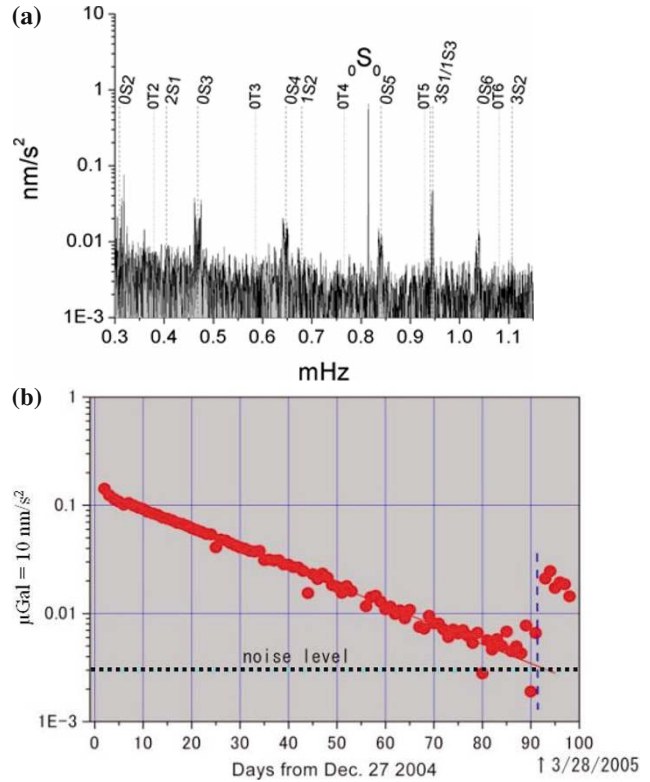 (a)
10
1
0.1
0.01
1E-3
nm/s²
0S2
0T2
2S1
0S3
0T3
0S4
1S2
0T4
₀S₀
0S5
0T5
3S1/1S3
0S6
0T6
3S2
0.3 0.4 0.5 0.6 0.7 0.8 0.9 1.0 1.1
mHz
(b)
1
0.1
0.01
1E-3
μGal = 10 nm/s²
noise level
0 10 20 30 40 50 60 70 80 90 100
Days from Dec. 27 2004
↑ 3/28/2005